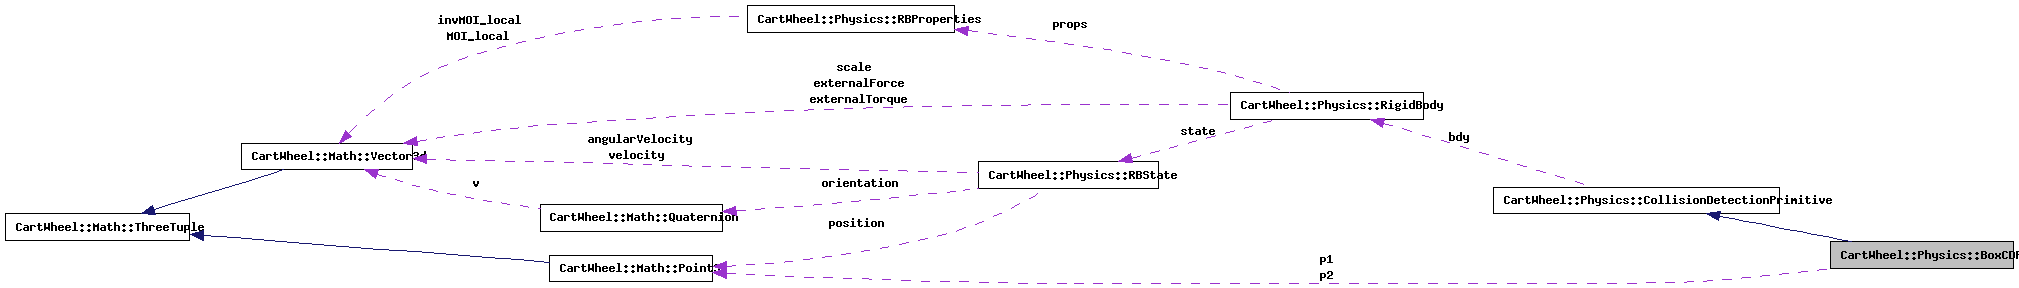 invMOI_local
MOI_local
CartWheel::Physics::RBProperties
props
scale
externalForce
externalTorque
CartWheel::Physics::RigidBody
angularVelocity
velocity
state
bdy
CartWheel::Math::Vector3d
CartWheel::Physics::RBState
v
orientation
CartWheel::Physics::CollisionDetectionPrimitive
CartWheel::Math::ThreeTuple
CartWheel::Math::Quaternion
position
CartWheel::Physics::BoxCDP
CartWheel::Math::Point
p1
p2